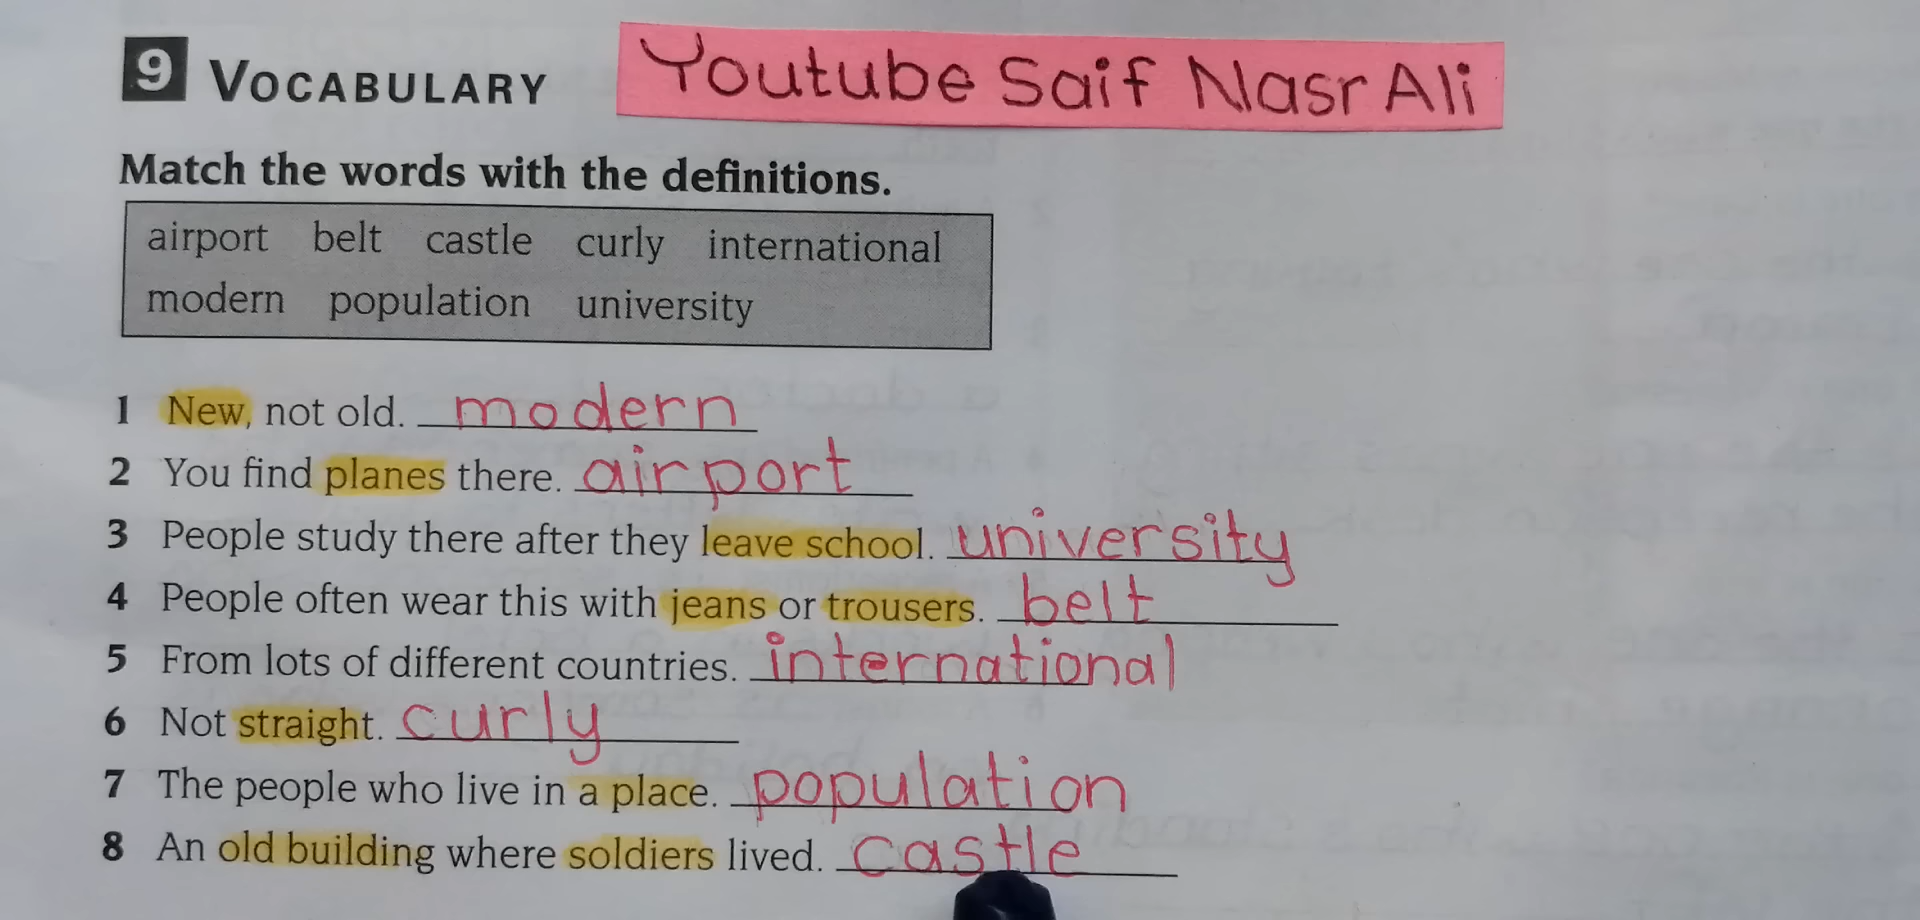 9 VOCABULARY Youtube Saif Nasr Ali
Match the words with the definitions.
airport belt castle curly international
modern population university
1 New, not old. modern
2 You find planes there. airport
3 People study there after they leave school. university
4 People often wear this with jeans or trousers. belt
5 From lots of different countries. international
6 Not straight. curly
7 The people who live in a place. population
8 An old building where soldiers lived. castle